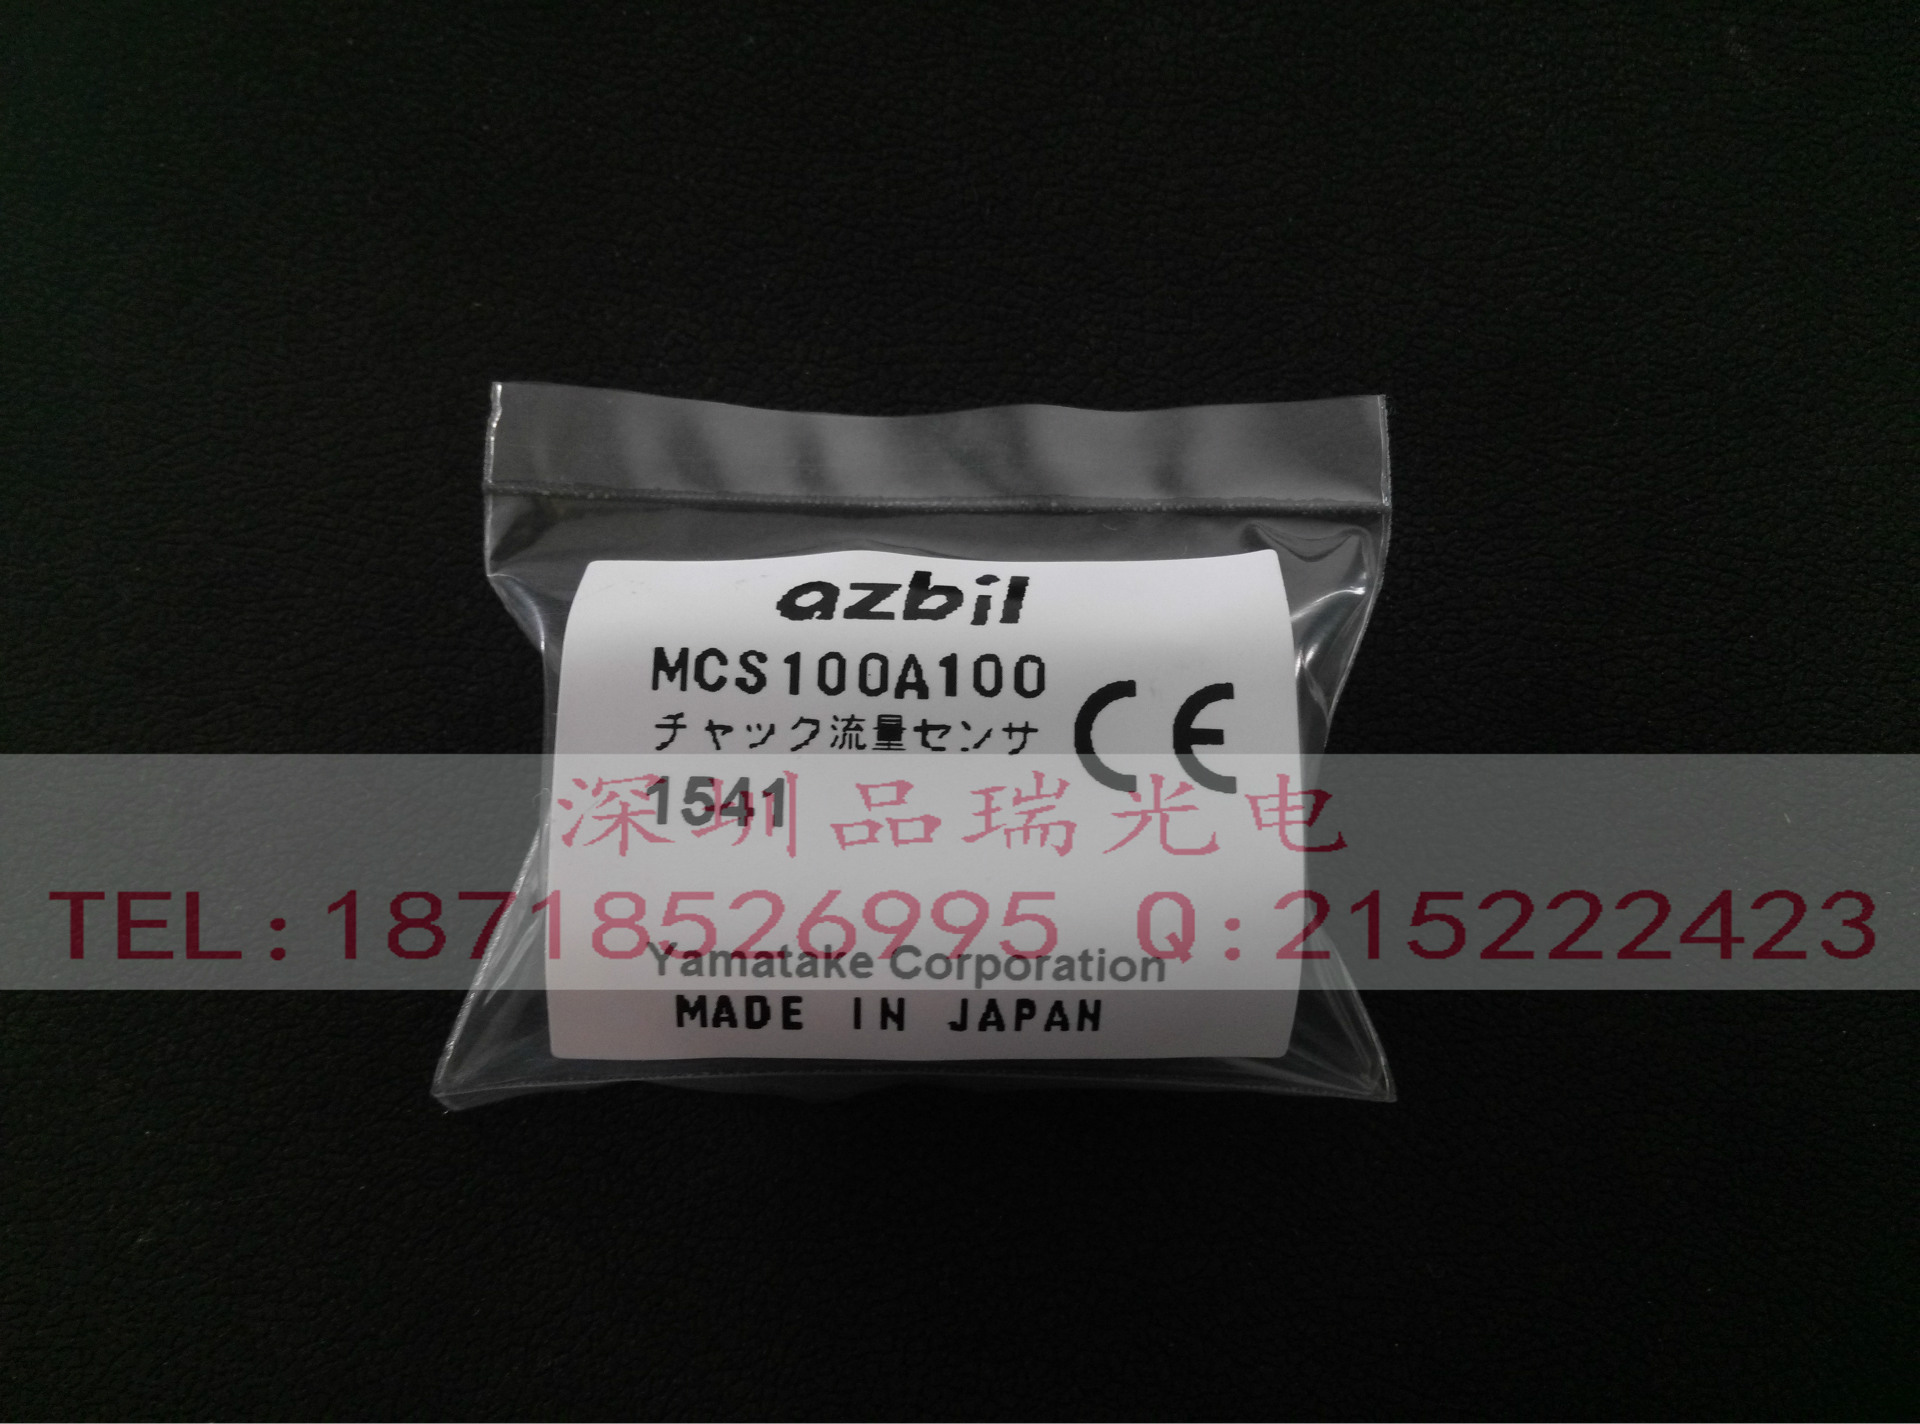 azbil
MCS100A100
チャック流量センサ
CE
1541
深圳品瑞光电
TEL:18718526995 Q:215222423
Yamatake Corporation
MADE IN JAPAN